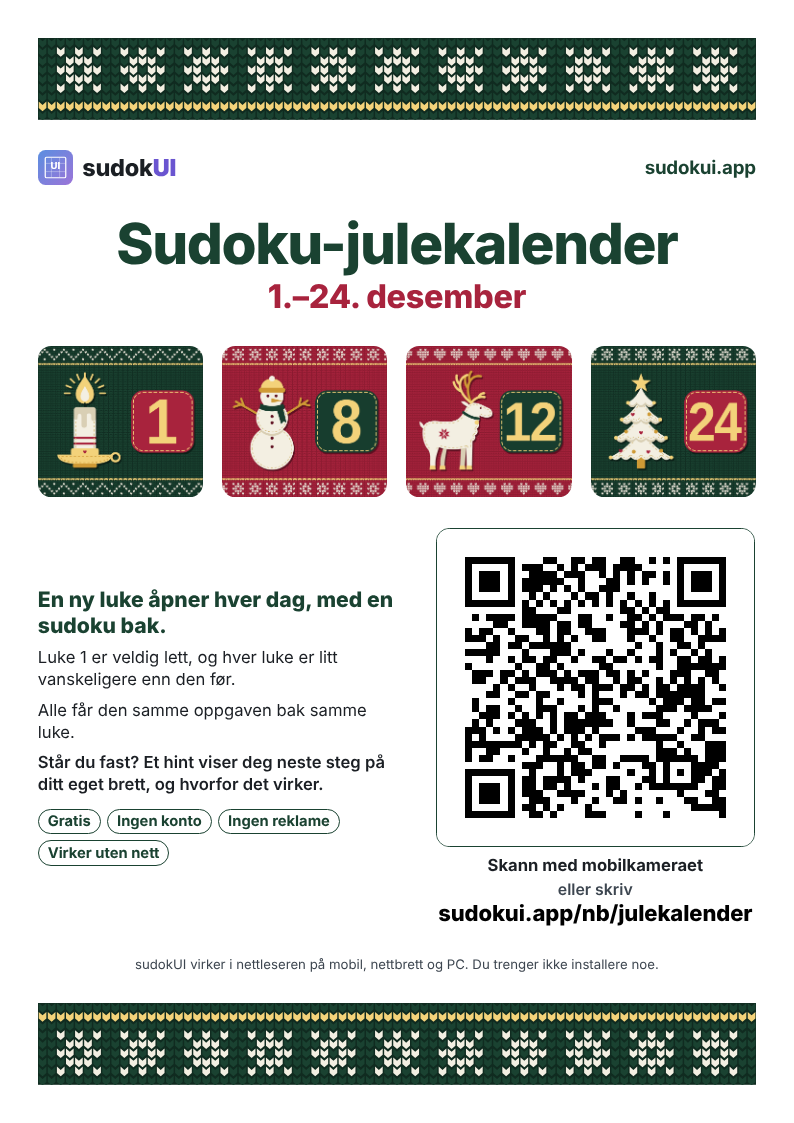 UI
sudokUI
sudokui.app
Sudoku-julekalender
1.–24. desember
1
8
12
24
En ny luke åpner hver dag, med en
sudoku bak.
Luke 1 er veldig lett, og hver luke er litt
vanskeligere enn den før.
Alle får den samme oppgaven bak samme
luke.
Står du fast? Et hint viser deg neste steg på
ditt eget brett, og hvorfor det virker.
Gratis
Ingen konto
Ingen reklame
Virker uten nett
Skann med mobilkameraet
eller skriv
sudokui.app/nb/julekalender
sudokUI virker i nettleseren på mobil, nettbrett og PC. Du trenger ikke installere noe.